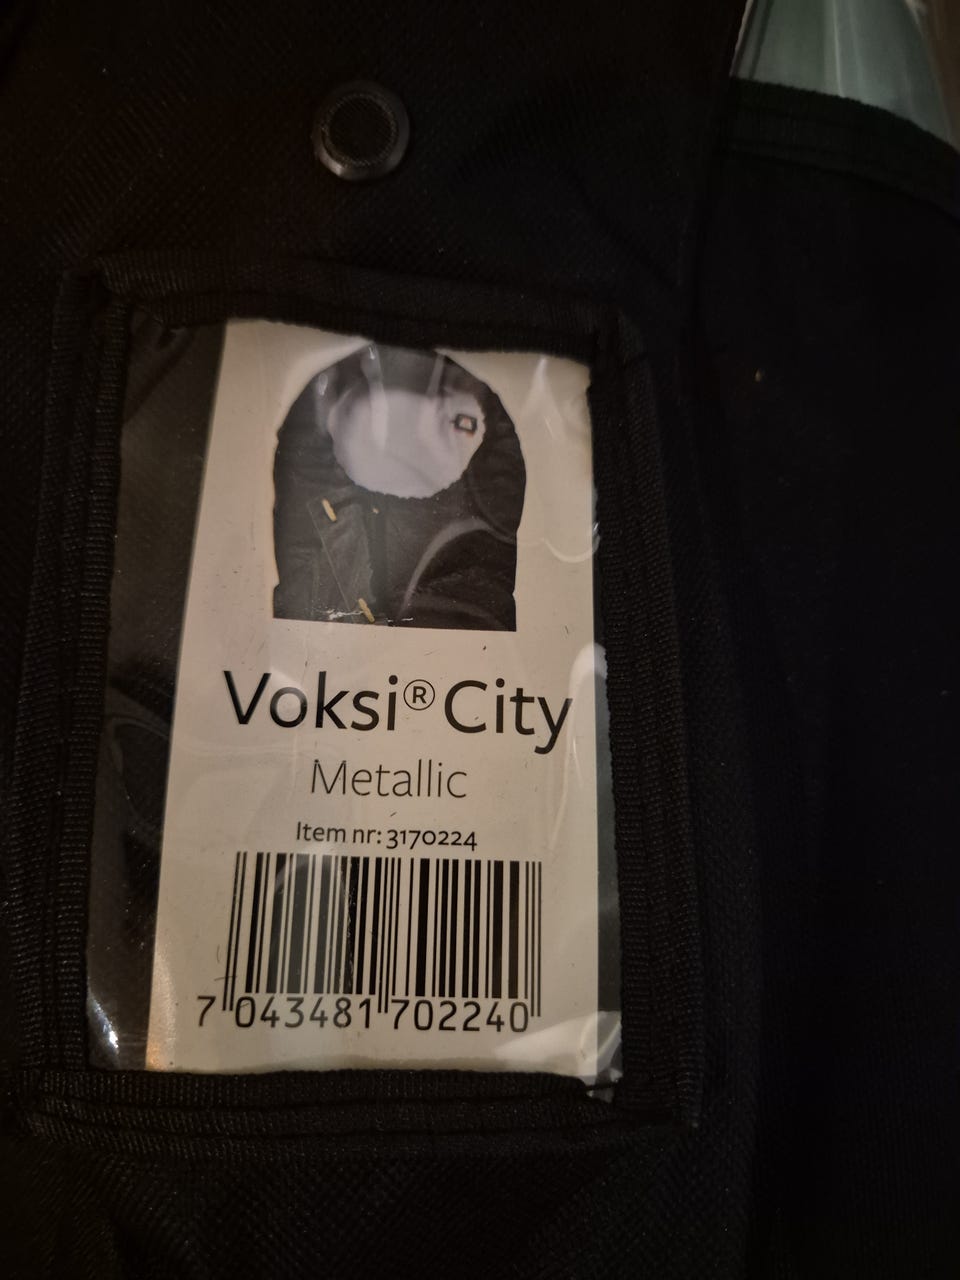 Voksi® City
Metallic
Item nr: 3170224
7 043481 702240